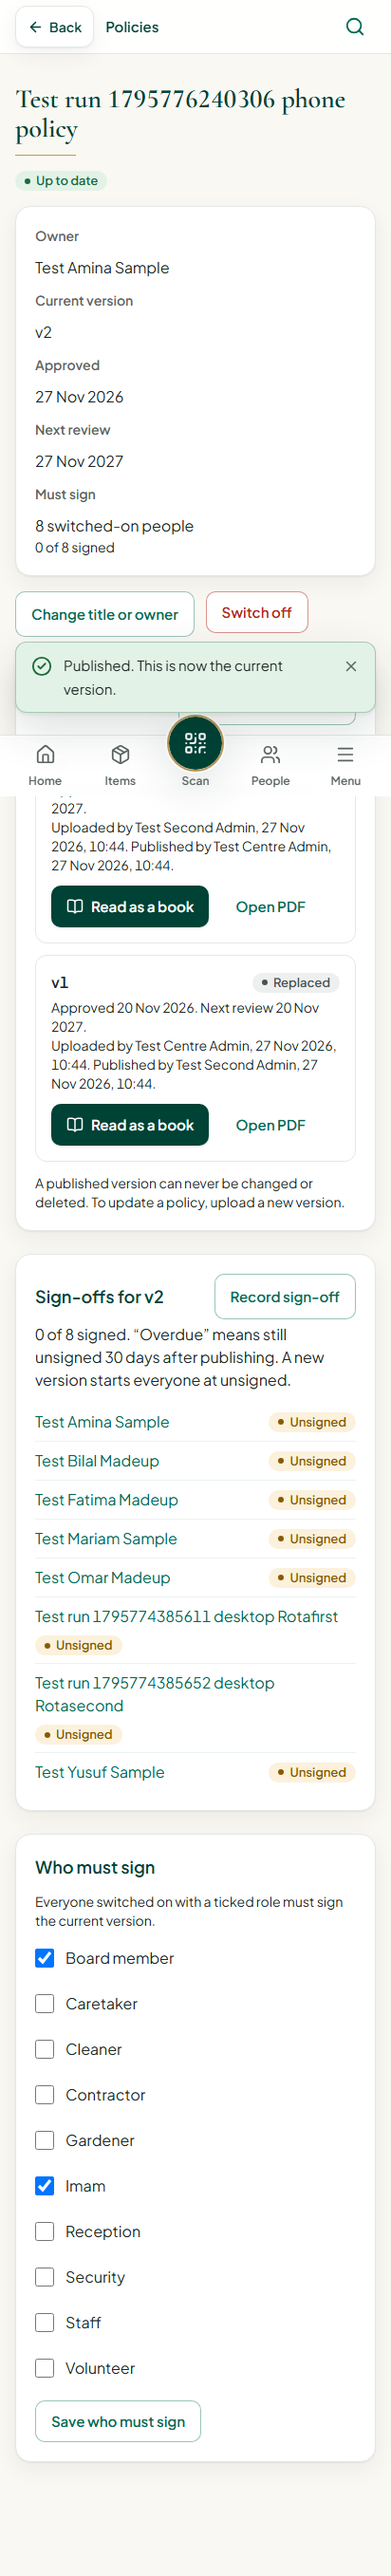 Back
Policies
Test run 1795776240306 phone
policy
Up to date
Owner
Test Amina Sample
Current version
v2
Approved
27 Nov 2026
Next review
27 Nov 2027
Must sign
8 switched-on people
0 of 8 signed
Change title or owner
Switch off
Published. This is now the current
version.
Home
Items
Scan
People
Menu
2027.
Uploaded by Test Second Admin, 27 Nov
2026, 10:44. Published by Test Centre Admin,
27 Nov 2026, 10:44.
Read as a book
Open PDF
v1
Replaced
Approved 20 Nov 2026. Next review 20 Nov
2027.
Uploaded by Test Centre Admin, 27 Nov 2026,
10:44. Published by Test Second Admin, 27
Nov 2026, 10:44.
Read as a book
Open PDF
A published version can never be changed or
deleted. To update a policy, upload a new version.
Sign-offs for v2
Record sign-off
0 of 8 signed. “Overdue” means still
unsigned 30 days after publishing. A new
version starts everyone at unsigned.
Test Amina Sample
Unsigned
Test Bilal Madeup
Unsigned
Test Fatima Madeup
Unsigned
Test Mariam Sample
Unsigned
Test Omar Madeup
Unsigned
Test run 1795774385611 desktop Rotafirst
Unsigned
Test run 1795774385652 desktop
Rotasecond
Unsigned
Test Yusuf Sample
Unsigned
Who must sign
Everyone switched on with a ticked role must sign
the current version.
Board member
Caretaker
Cleaner
Contractor
Gardener
Imam
Reception
Security
Staff
Volunteer
Save who must sign